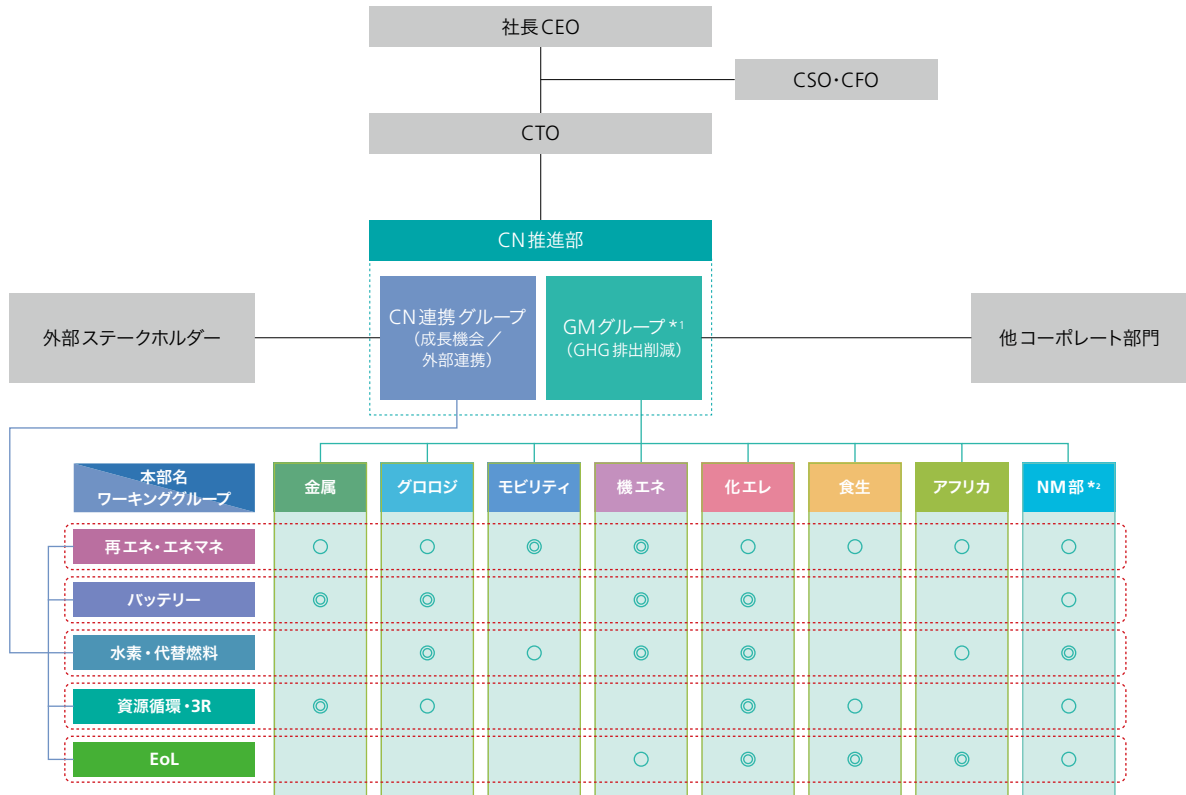 社長CEO
CSO・CFO
CTO
CN推進部
外部ステークホルダー
CN連携グループ
(成長機会/
外部連携)
GMグループ*1
(GHG排出削減)
他コーポレート部門
本部名
ワーキンググループ
金属
グロロジ
モビリティ
機エネ
化エレ
食生
アフリカ
NM部*2
再エネ・エネマネ ○ ○ ◎ ◎ ○ ○ ○ ○
バッテリー ◎ ◎ ◎ ◎ ○
水素・代替燃料 ◎ ○ ◎ ◎ ○ ◎
資源循環・3R ◎ ○ ◎ ○ ○
EoL ○ ◎ ◎ ◎ ○